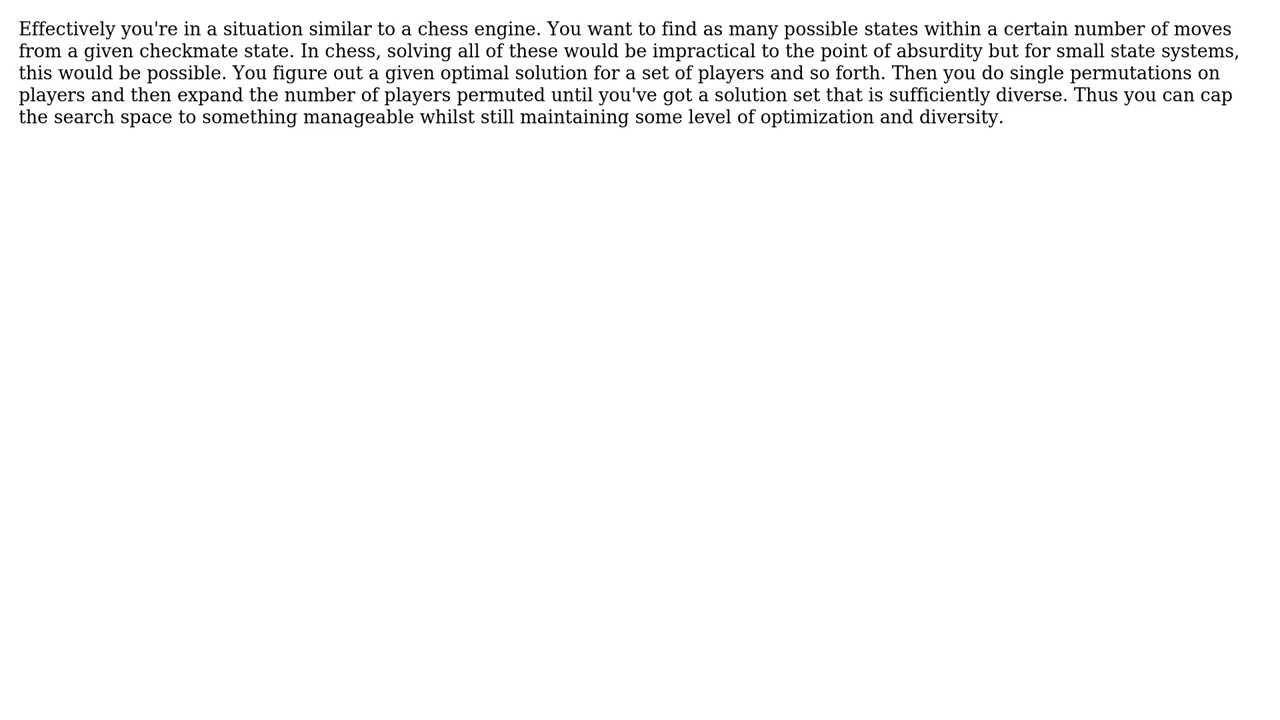 Effectively you're in a situation similar to a chess engine. You want to find as many possible states within a certain number of moves
from a given checkmate state. In chess, solving all of these would be impractical to the point of absurdity but for small state systems,
this would be possible. You figure out a given optimal solution for a set of players and so forth. Then you do single permutations on
players and then expand the number of players permuted until you've got a solution set that is sufficiently diverse. Thus you can cap
the search space to something manageable whilst still maintaining some level of optimization and diversity.